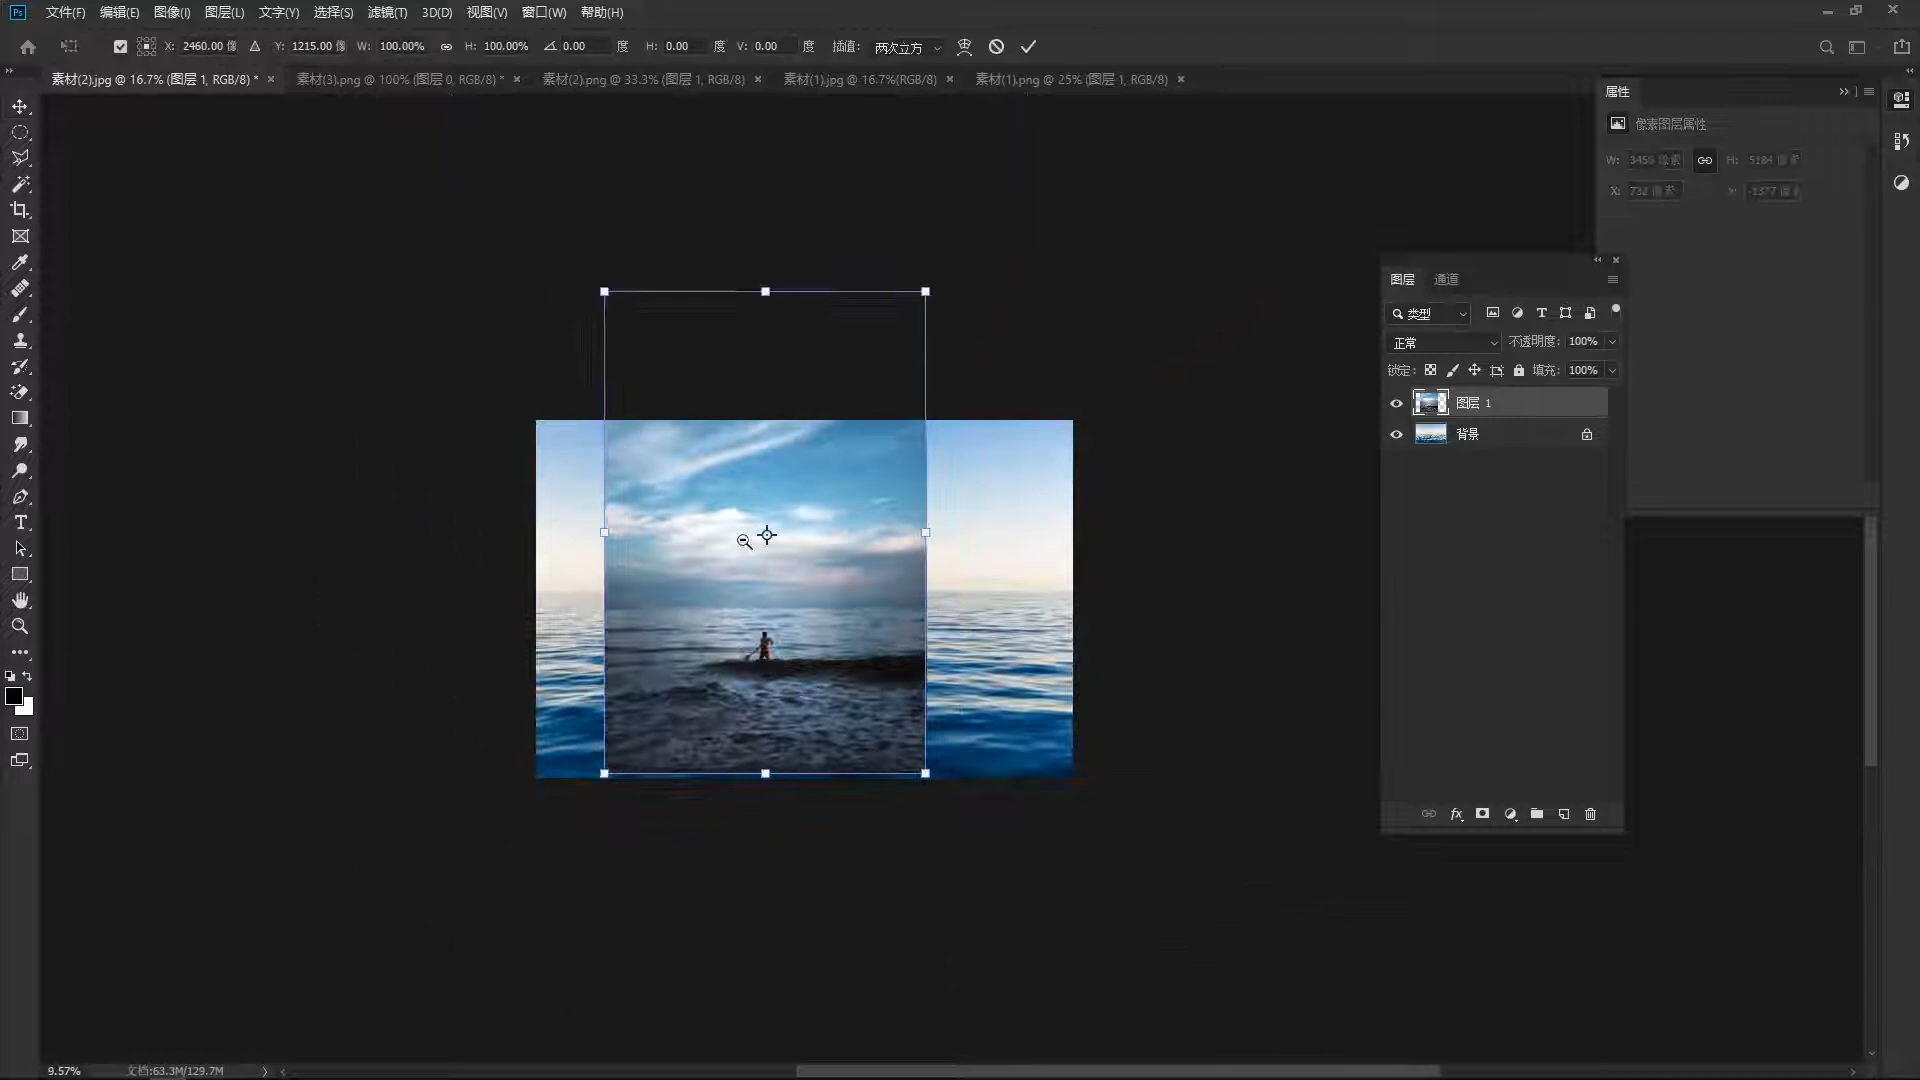 Ps 文件(F) 编辑(E) 图像(I) 图层(L) 文字(Y) 选择(S) 滤镜(T) 3D(D) 视图(V) 窗口(W) 帮助(H)
X: 2460.00 像 Y: 1215.00 像 W: 100.00% H: 100.00% 0.00 度 H: 0.00 度 V: 0.00 度 插值: 两次立方
素材(2).jpg @ 16.7% (图层 1, RGB/8) * 素材(3).png @ 100% (图层 0, RGB/8) * 素材(2).png @ 33.3% (图层 1, RGB/8) 素材(1).jpg @ 16.7%(RGB/8) 素材(1).png @ 25% (图层 1, RGB/8)
属性
像素图层属性
W: 3456 像素 H: 5184 像素
X: 732 像素 Y: -1377 像
图层 通道
类型
正常 不透明度: 100%
锁定: 填充: 100%
图层 1
背景
fx
9.57% 文档:63.3M/129.7M